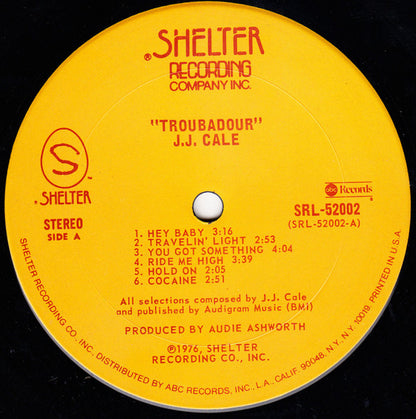 ®SHELTER
RECORDING
COMPANY INC.
"TROUBADOUR"
J.J. CALE
S
®SHELTER
abc Records
STEREO
SIDE A
SRL-52002
(SRL-52002-A)
1. HEY BABY 3:16
2. TRAVELIN' LIGHT 2:53
3. YOU GOT SOMETHING 4:04
4. RIDE ME HIGH 3:39
5. HOLD ON 2:05
6. COCAINE 2:51
All selections composed by J.J. Cale
and published by Audigram Music (BMI)
PRODUCED BY AUDIE ASHWORTH
℗1976, SHELTER
RECORDING CO., INC.
SHELTER RECORDING CO., INC. DISTRIBUTED BY ABC RECORDS, INC., L.A., CALIF. 90048, N.Y., N.Y. 10019. PRINTED IN U.S.A.